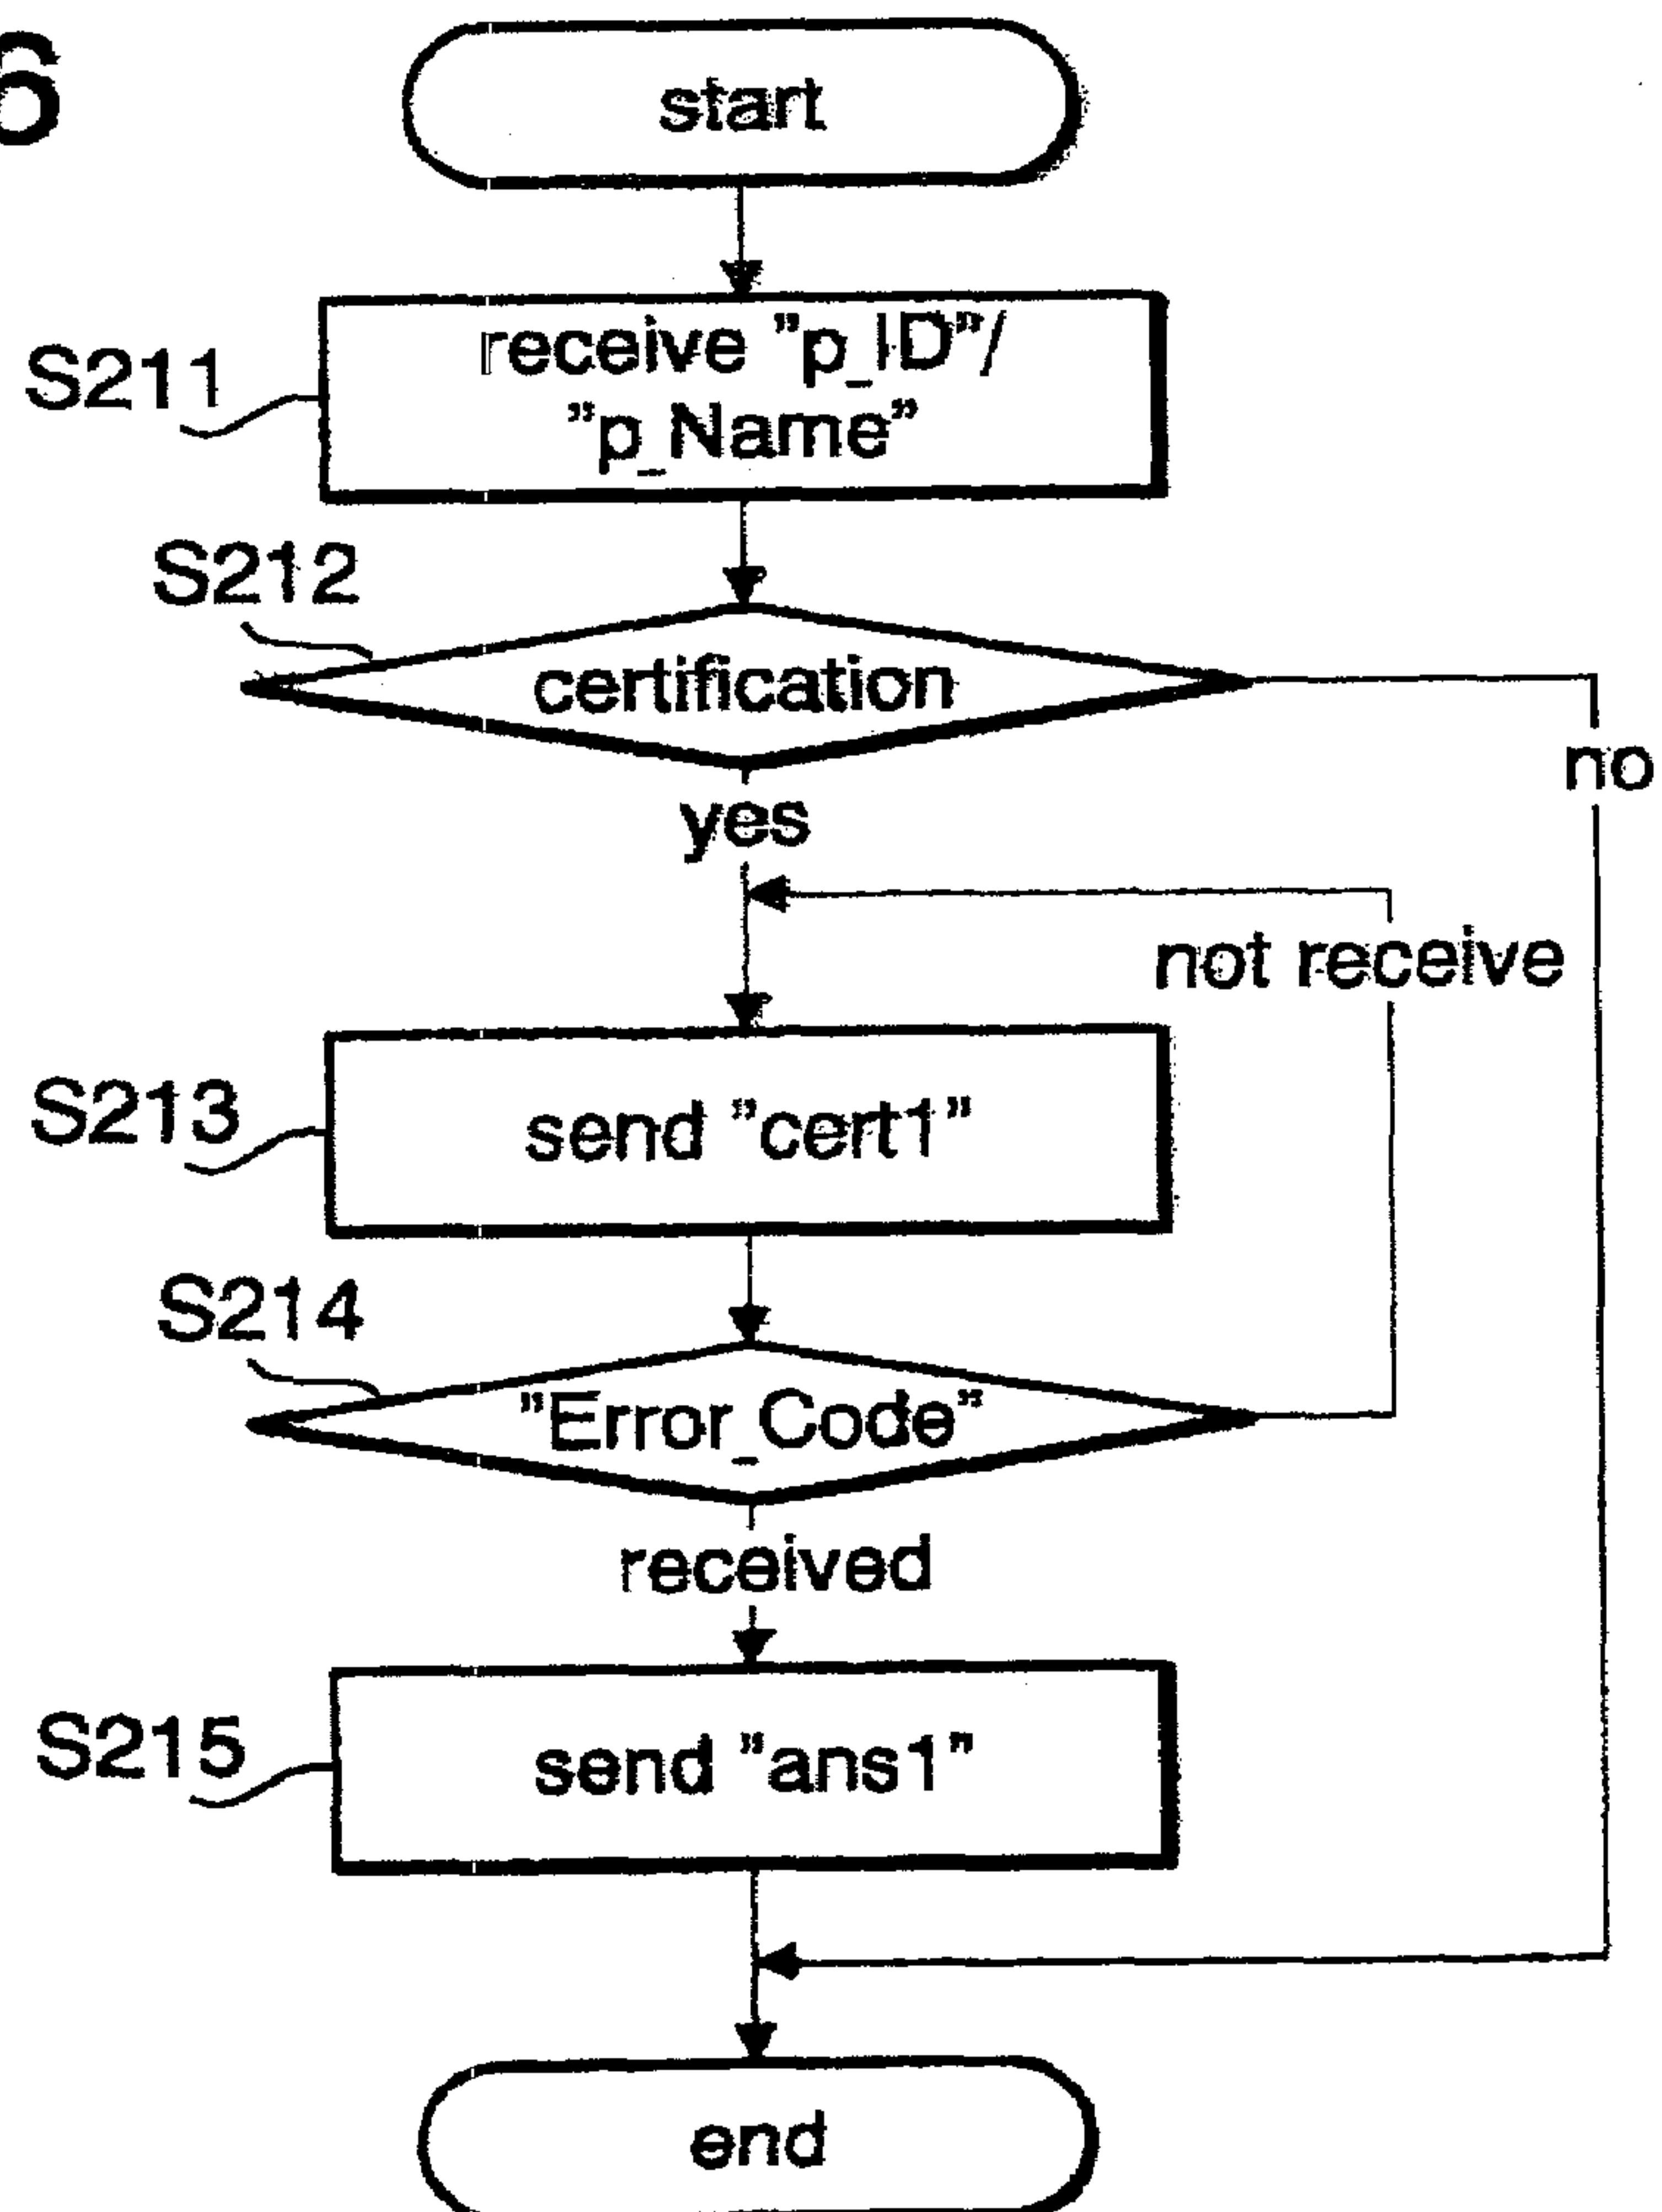 6
start
S211
receive "p_ID"/
"p_Name"
S212
certification
no
yes
not receive
S213
send "cert1"
S214
"Error_Code"
received
S215
send "ans1"
end